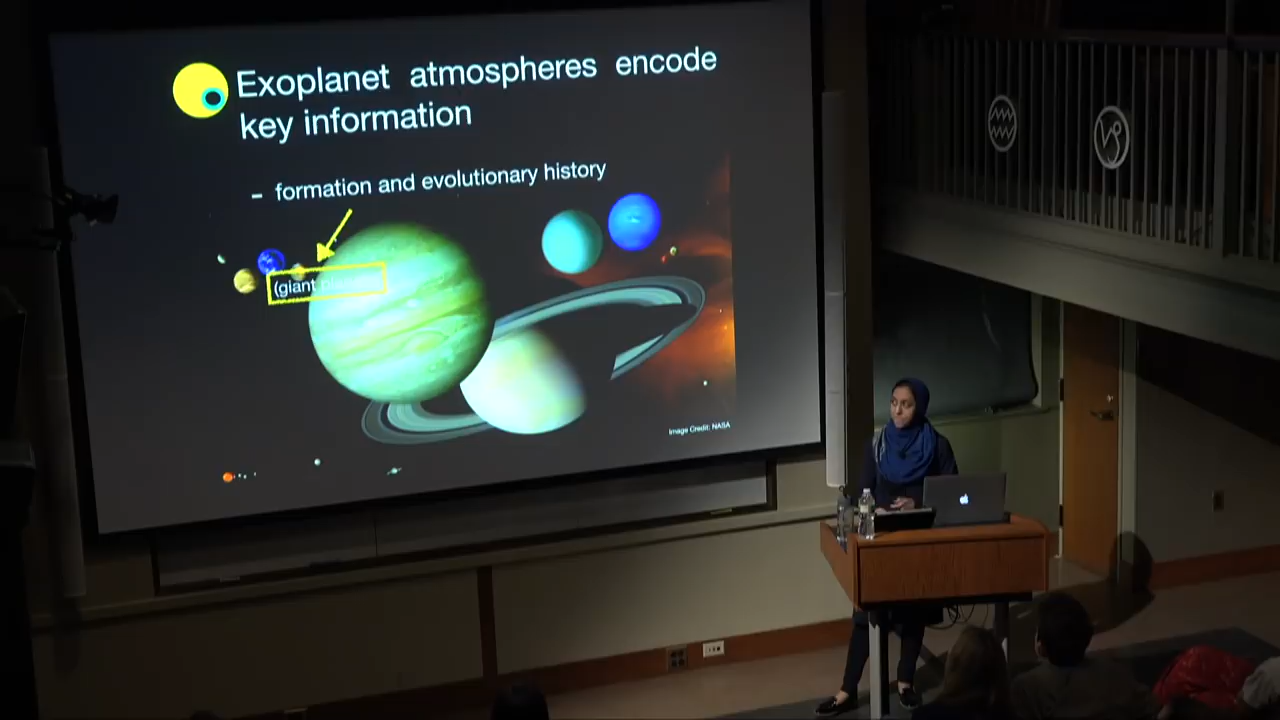 Exoplanet atmospheres encode
key information
– formation and evolutionary history
(giant
Image Credit: NASA